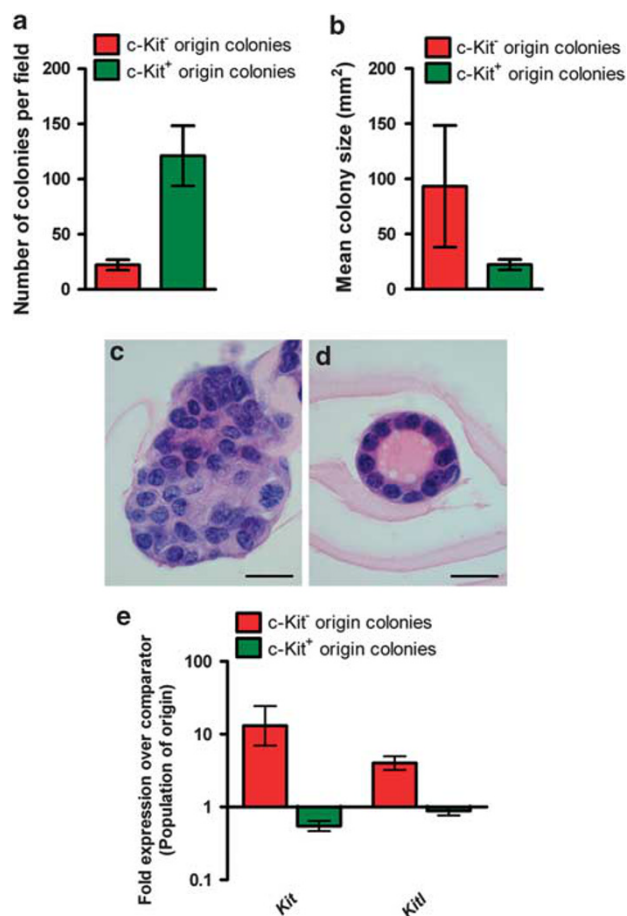 a
c-Kit⁻ origin colonies
c-Kit⁺ origin colonies
Number of colonies per field
200
150
100
50
0
b
c-Kit⁻ origin colonies
c-Kit⁺ origin colonies
Mean colony size (mm²)
200
150
100
50
0
c
d
e
c-Kit⁻ origin colonies
c-Kit⁺ origin colonies
Fold expression over comparator
(Population of origin)
100
10
1
0.1
Kit
Kitl